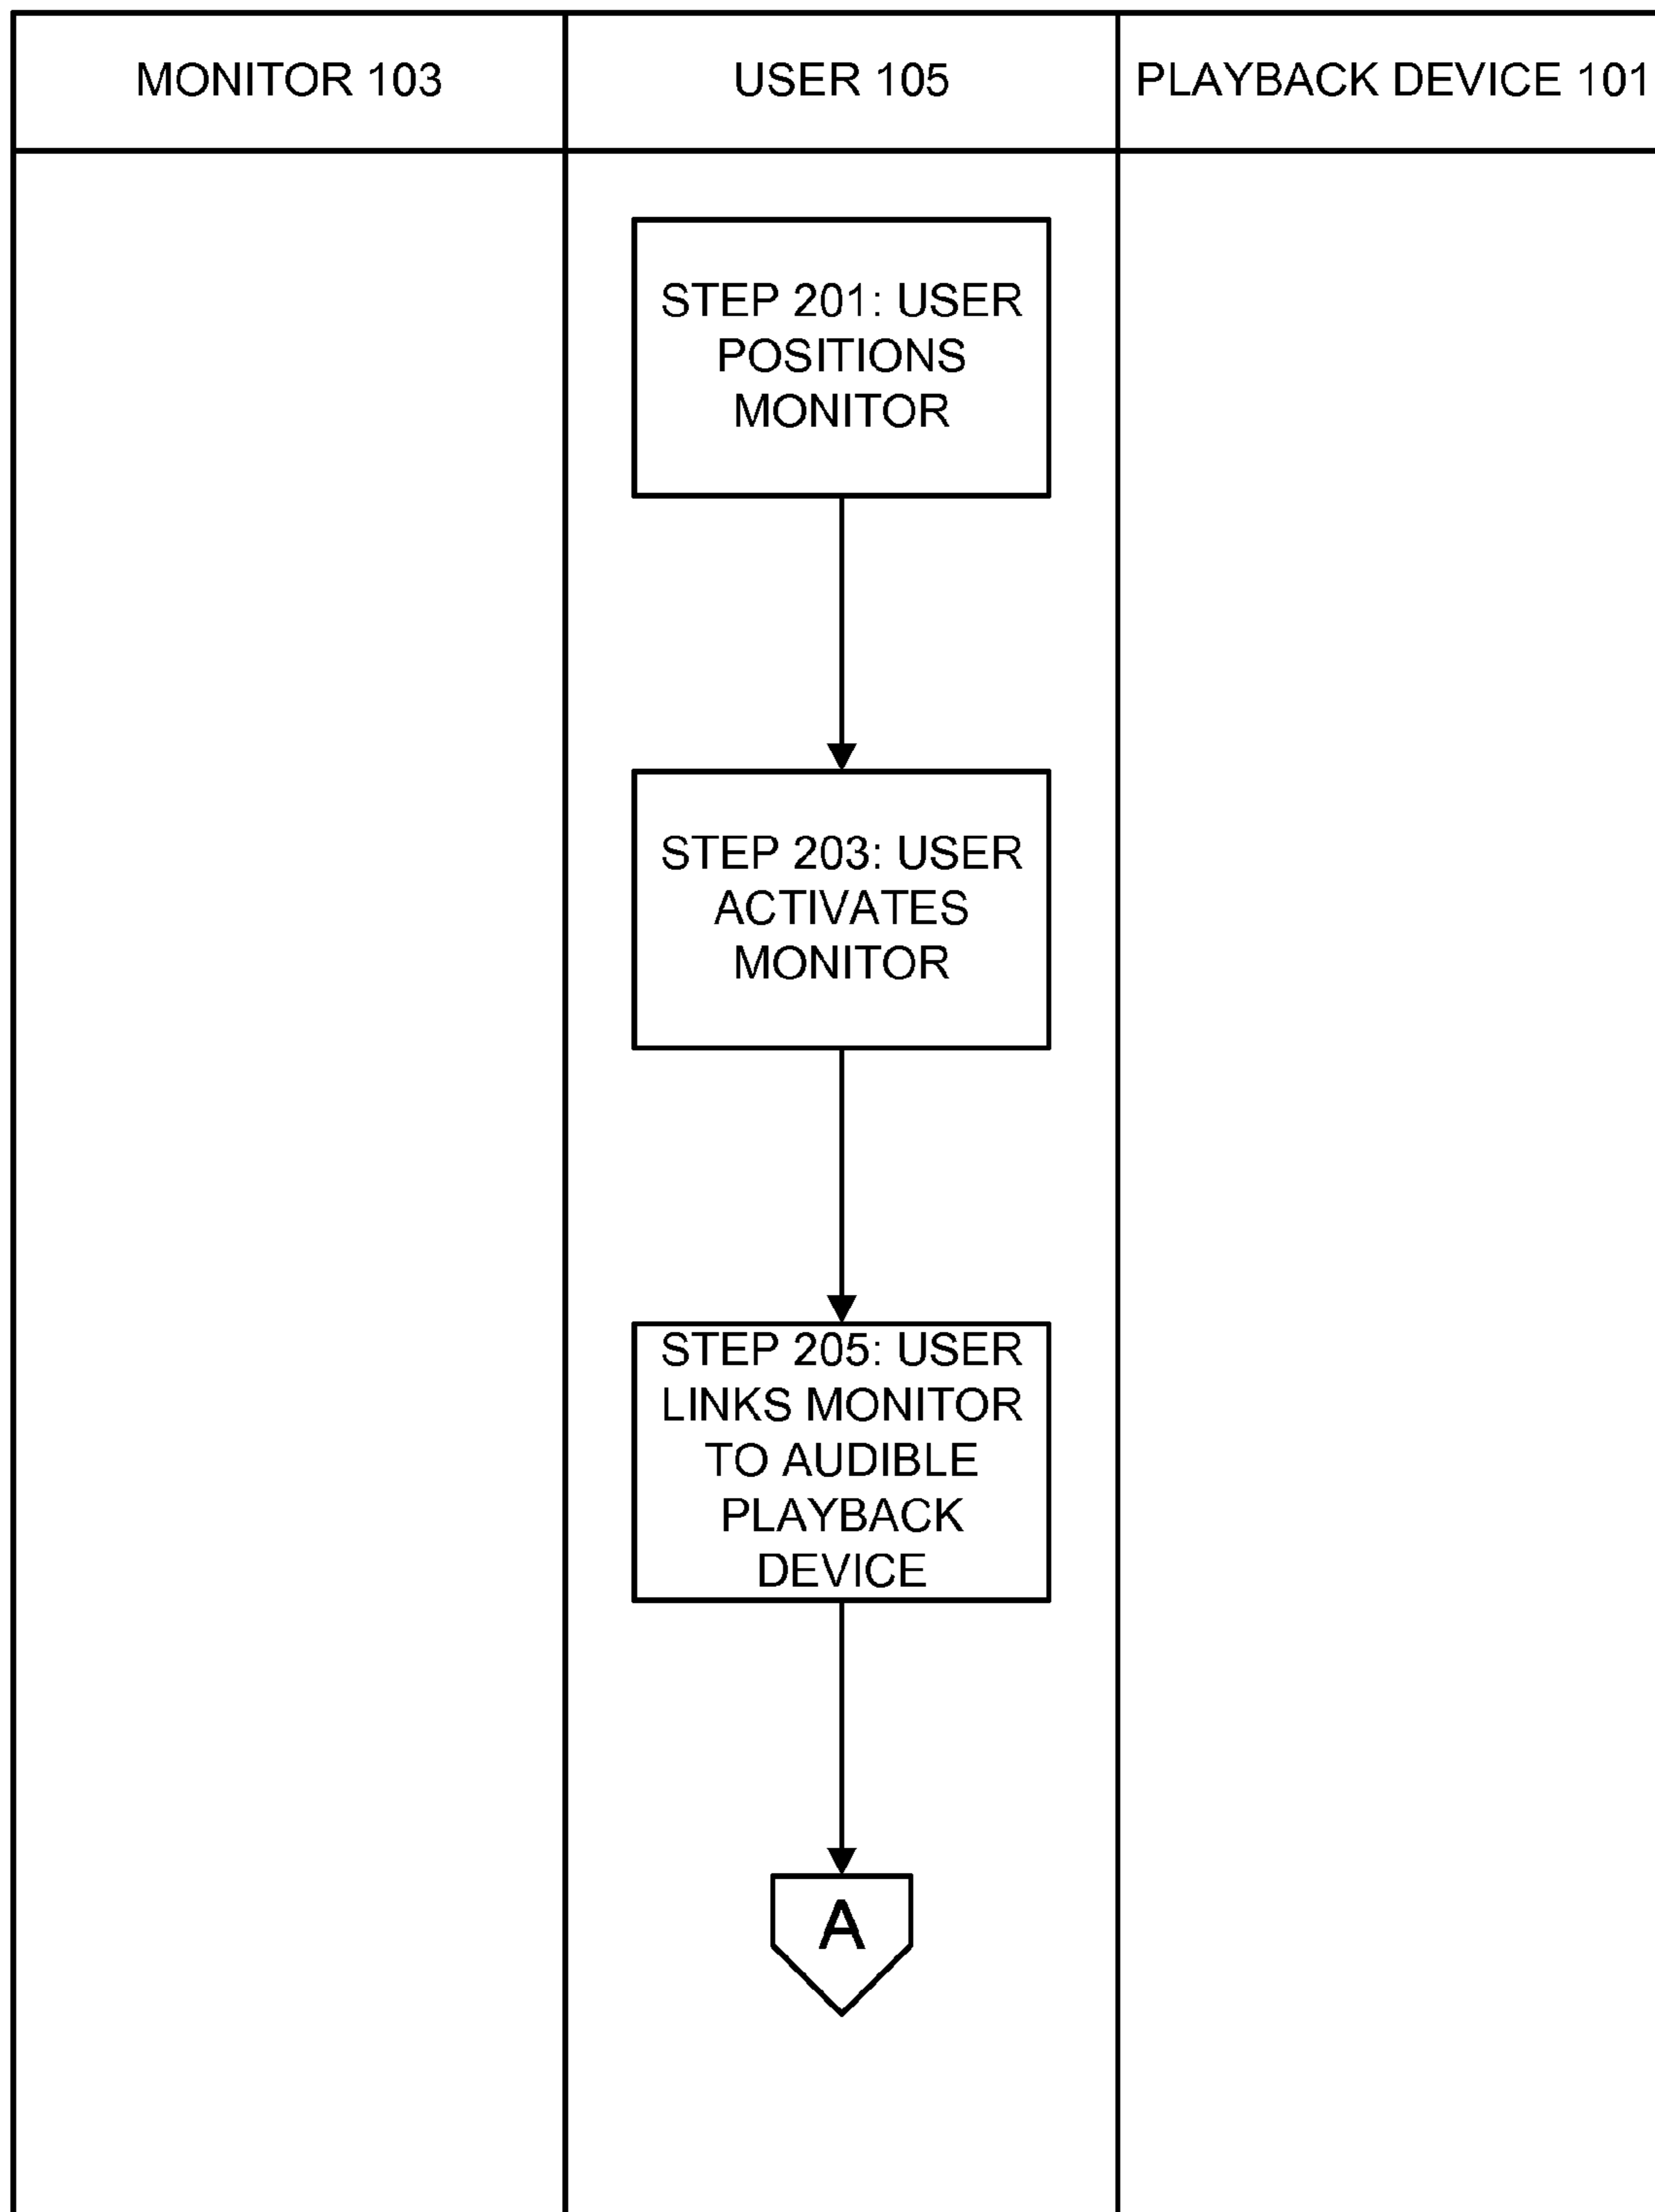 MONITOR 103
USER 105
PLAYBACK DEVICE 101
STEP 201: USER
POSITIONS
MONITOR
STEP 203: USER
ACTIVATES
MONITOR
STEP 205: USER
LINKS MONITOR
TO AUDIBLE
PLAYBACK
DEVICE
A